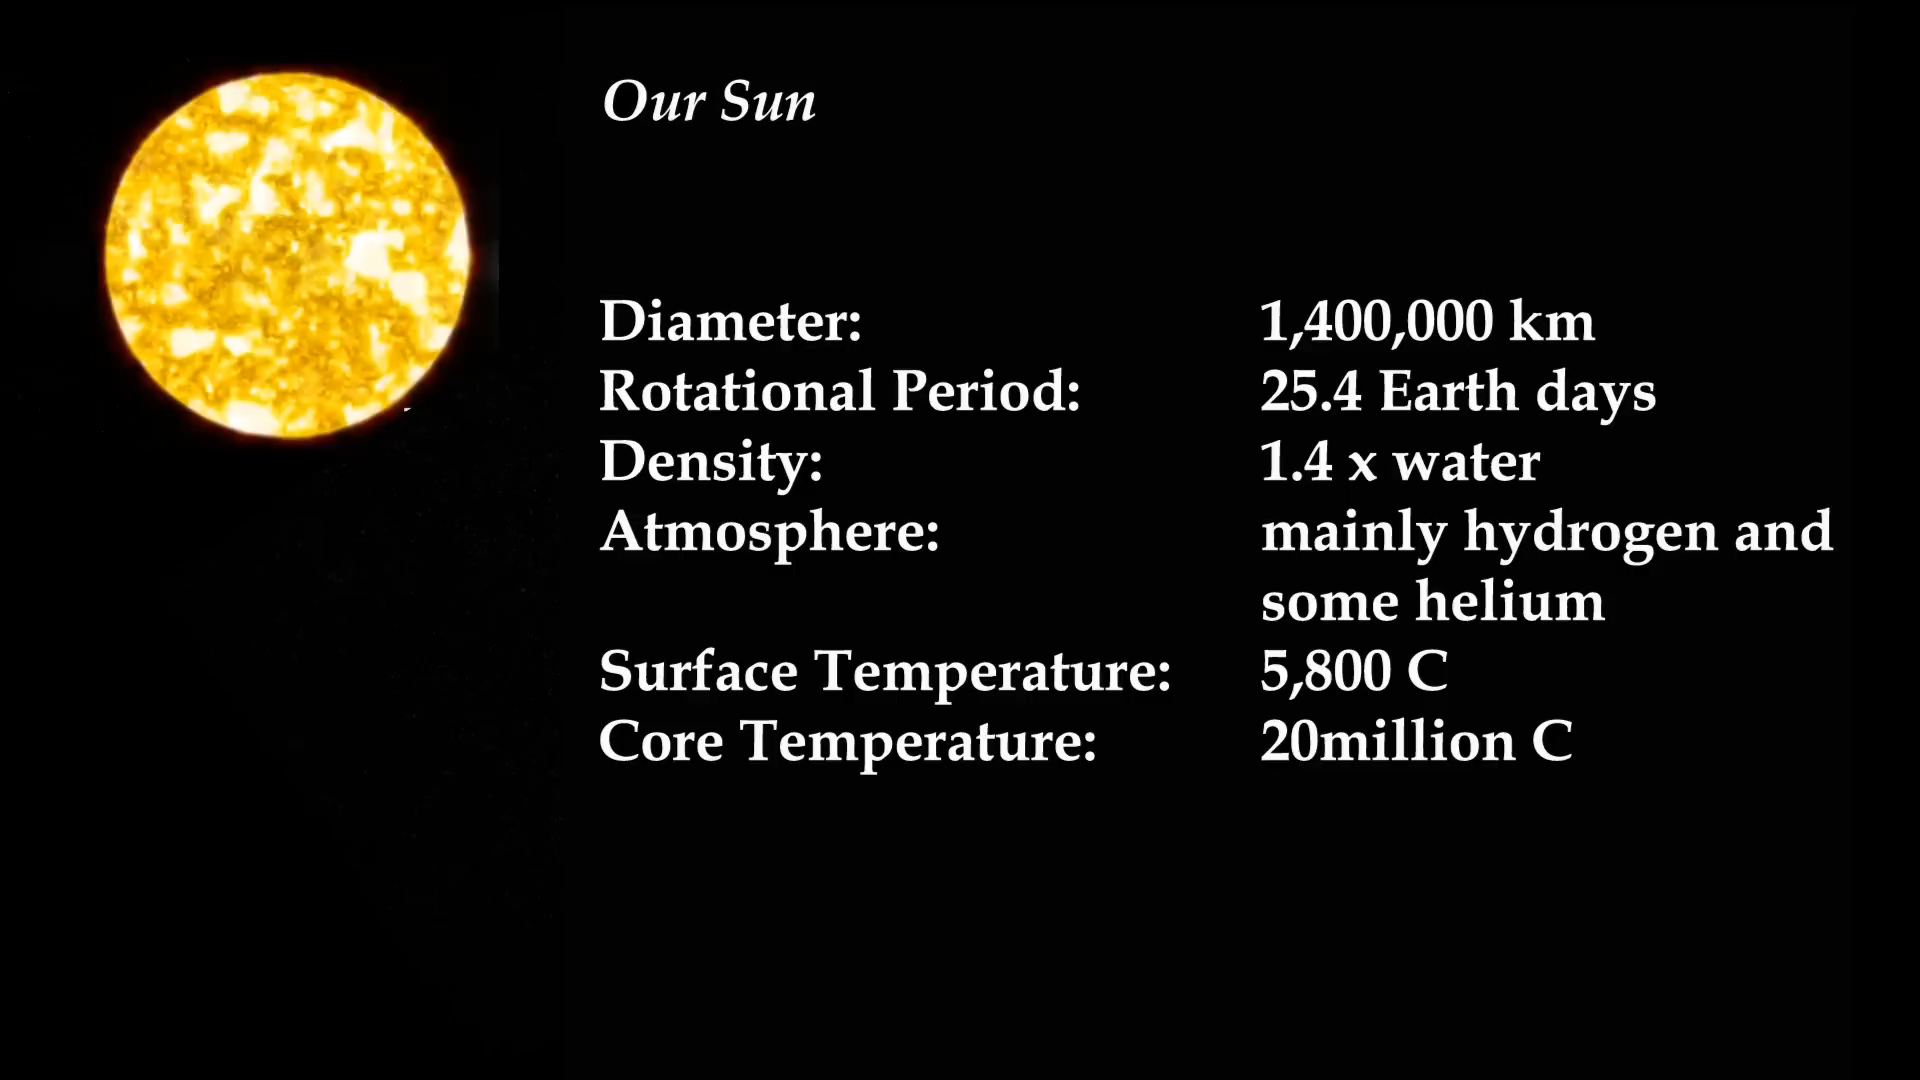 Our Sun
Diameter: 1,400,000 km
Rotational Period: 25.4 Earth days
Density: 1.4 x water
Atmosphere: mainly hydrogen and
some helium
Surface Temperature: 5,800 C
Core Temperature: 20million C